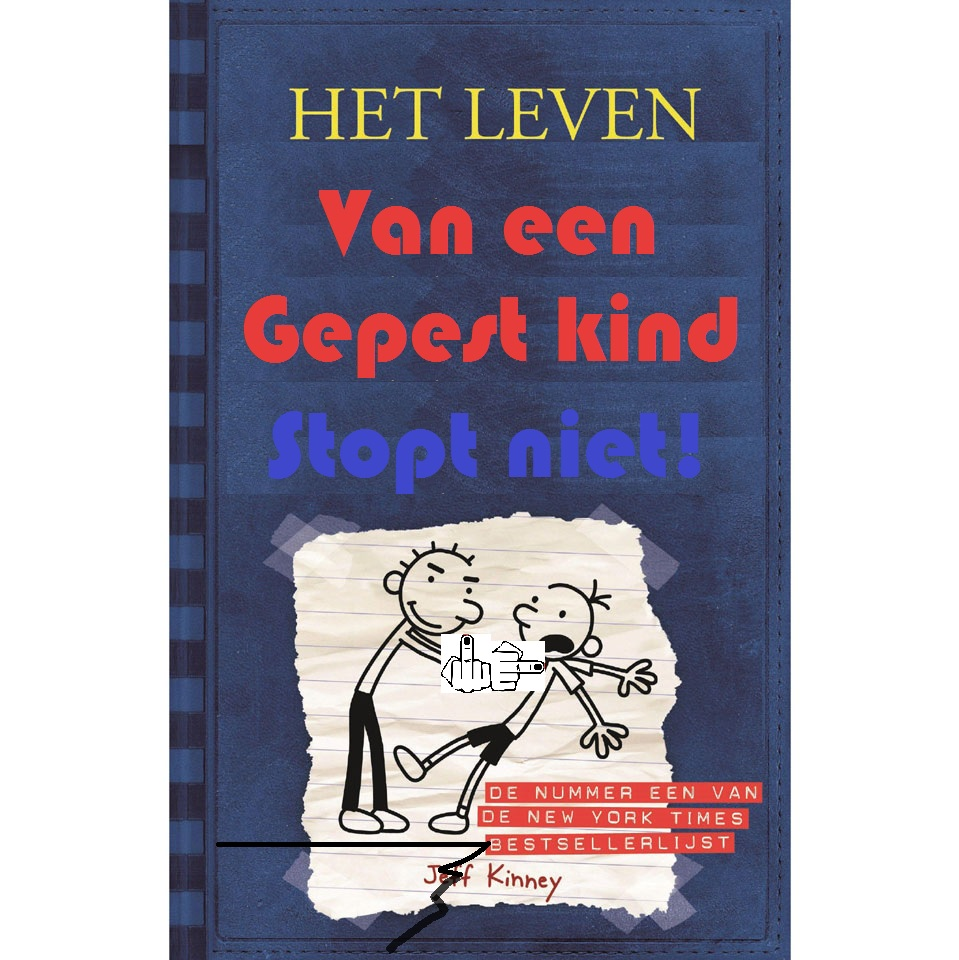 HET LEVEN
Van een
Gepest kind
Stopt niet!
DE NUMMER EEN VAN
DE NEW YORK TIMES
BESTSELLERLIJST
Jeff Kinney